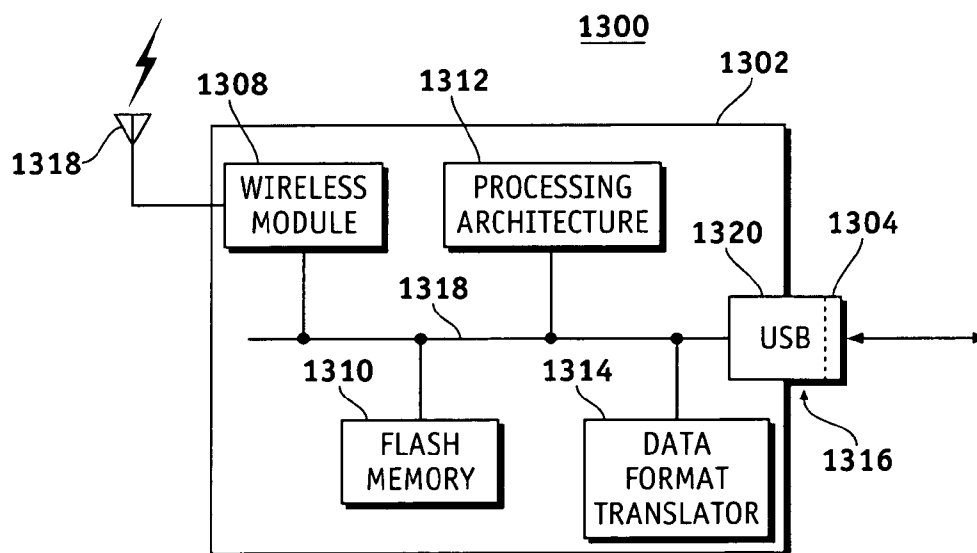 1300
1308
1312
1302
1318
WIRELESS
MODULE
PROCESSING
ARCHITECTURE
1320
1304
1318
USB
1310
1314
FLASH
MEMORY
DATA
FORMAT
TRANSLATOR
1316